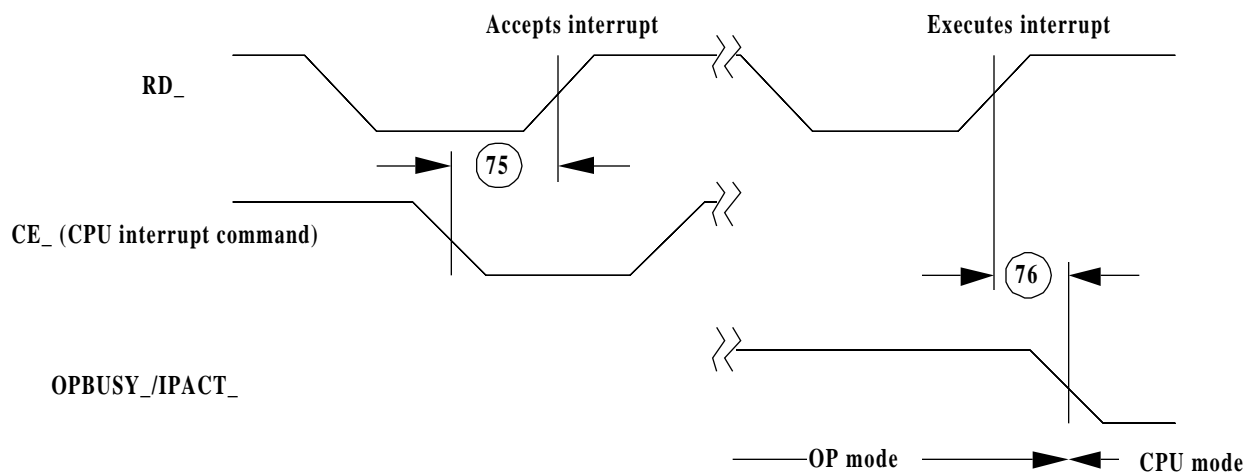 Accepts interrupt
Executes interrupt
RD_
75
CE_ (CPU interrupt command)
76
OPBUSY_/IPACT_
OP mode
CPU mode